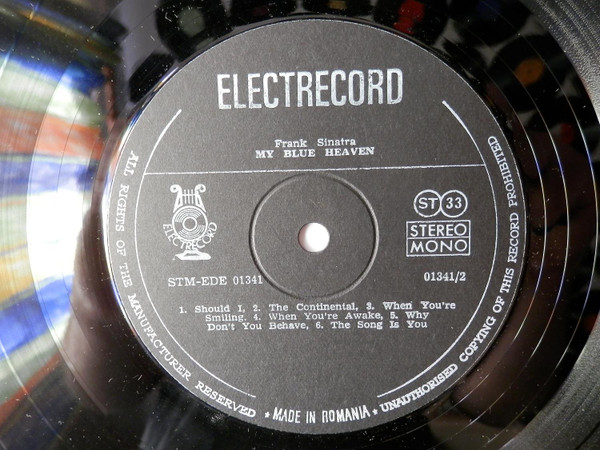 ELECTRECORD
Frank Sinatra
MY BLUE HEAVEN
ELECTRECORD
ST 33
STEREO
MONO
STM-EDE 01341
01341/2
1. Should I, 2. The Continental, 3. When You're
Smiling. 4. When You're Awake, 5. Why
Don't You Behave, 6. The Song Is You
ALL RIGHTS OF THE MANUFACTURER RESERVED ★ MADE IN ROMANIA ★ UNAUTHORISED COPYING OF THIS RECORD PROHIBITED